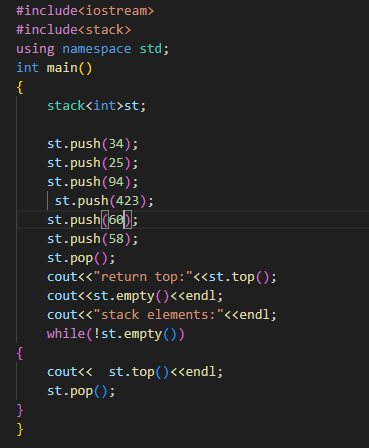 #include<iostream>
#include<stack>
using namespace std;
int main()
{
    stack<int>st;

    st.push(34);
    st.push(25);
    st.push(94);
     st.push(423);
    st.push(60);
    st.push(58);
    st.pop();
    cout<<"return top:"<<st.top();
    cout<<st.empty()<<endl;
    cout<<"stack elements:"<<endl;
    while(!st.empty())
{
    cout<<  st.top()<<endl;
    st.pop();
}
}